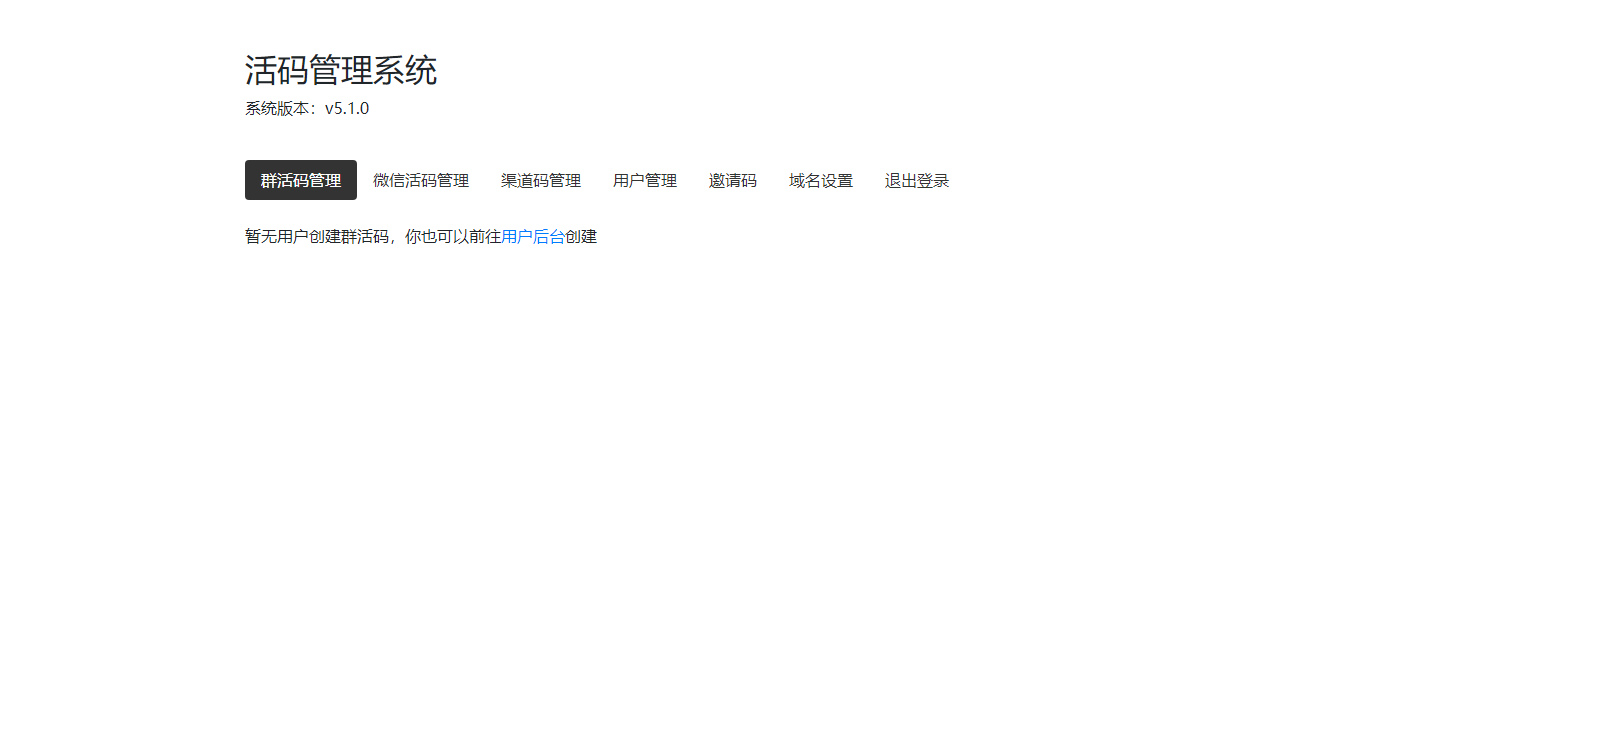 活码管理系统
系统版本：v5.1.0
群活码管理 微信活码管理 渠道码管理 用户管理 邀请码 域名设置 退出登录
暂无用户创建群活码，你也可以前往用户后台创建